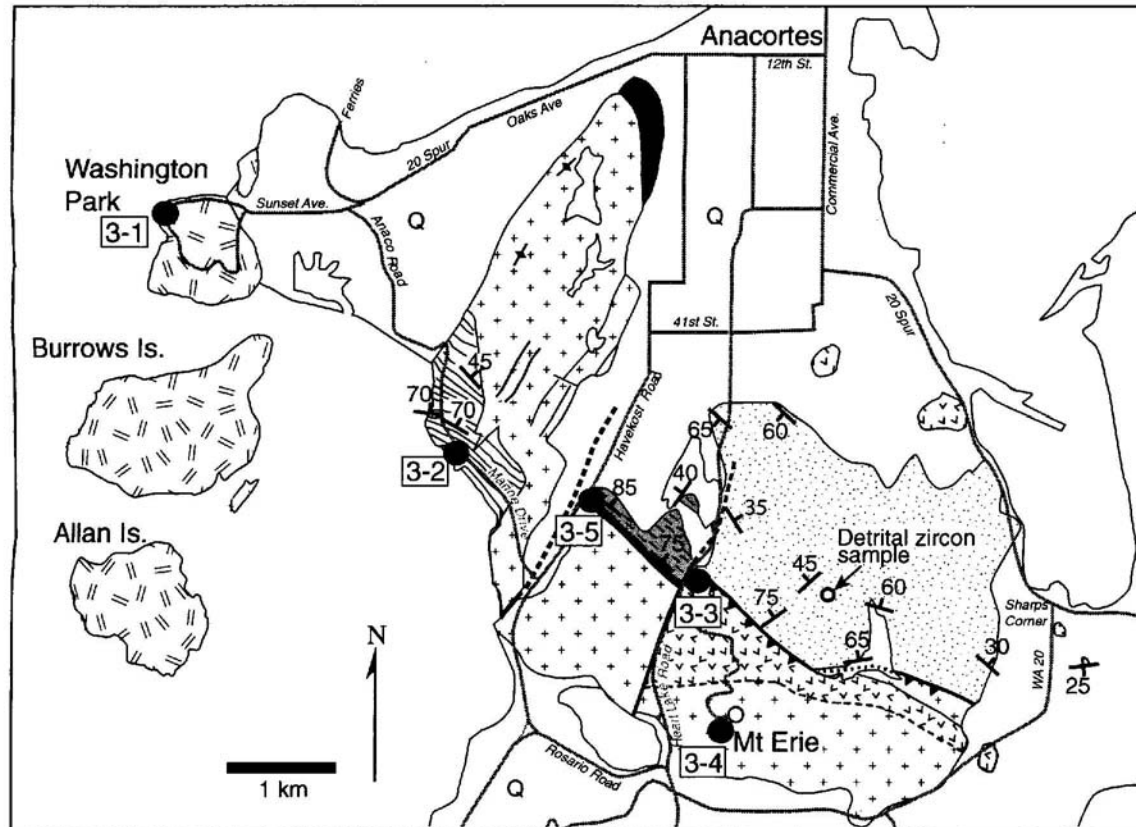 Anacortes
12th St.
Ferries
Oaks Ave
20 Spur
Commercial Ave.
Washington
Park
3-1
Sunset Ave.
Anaco Road
Q
Q
41st St.
20 Spur
Burrows Is.
45
70
70
3-2
Marine Drive
Havekost Road
65
60
40
85
35
3-5
75
Detrital zircon
sample
45
60
3-3
75
Sharps
Corner
Allan Is.
65
30
WA 20
25
N
Heart Lake Road
Mt Erie
3-4
1 km
Rosario Road
Q